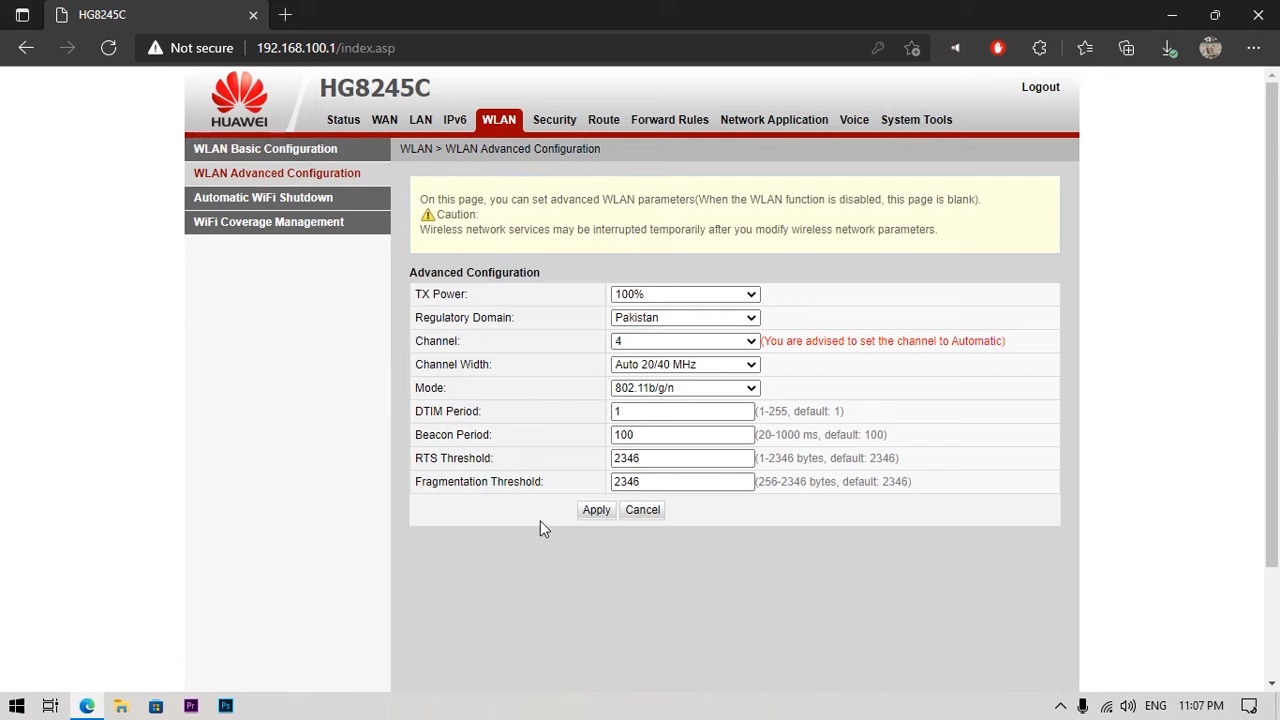 HG8245C
Not secure 192.168.100.1/index.asp
HUAWEI
HG8245C
Logout
Status WAN LAN IPv6 WLAN Security Route Forward Rules Network Application Voice System Tools
WLAN Basic Configuration
WLAN Advanced Configuration
Automatic WiFi Shutdown
WiFi Coverage Management
WLAN > WLAN Advanced Configuration
On this page, you can set advanced WLAN parameters(When the WLAN function is disabled, this page is blank).
Caution:
Wireless network services may be interrupted temporarily after you modify wireless network parameters.
Advanced Configuration
TX Power: 100%
Regulatory Domain: Pakistan
Channel: 4 (You are advised to set the channel to Automatic)
Channel Width: Auto 20/40 MHz
Mode: 802.11b/g/n
DTIM Period: 1 (1-255, default: 1)
Beacon Period: 100 (20-1000 ms, default: 100)
RTS Threshold: 2346 (1-2346 bytes, default: 2346)
Fragmentation Threshold: 2346 (256-2346 bytes, default: 2346)
Apply Cancel
Pr Ps ENG 11:07 PM